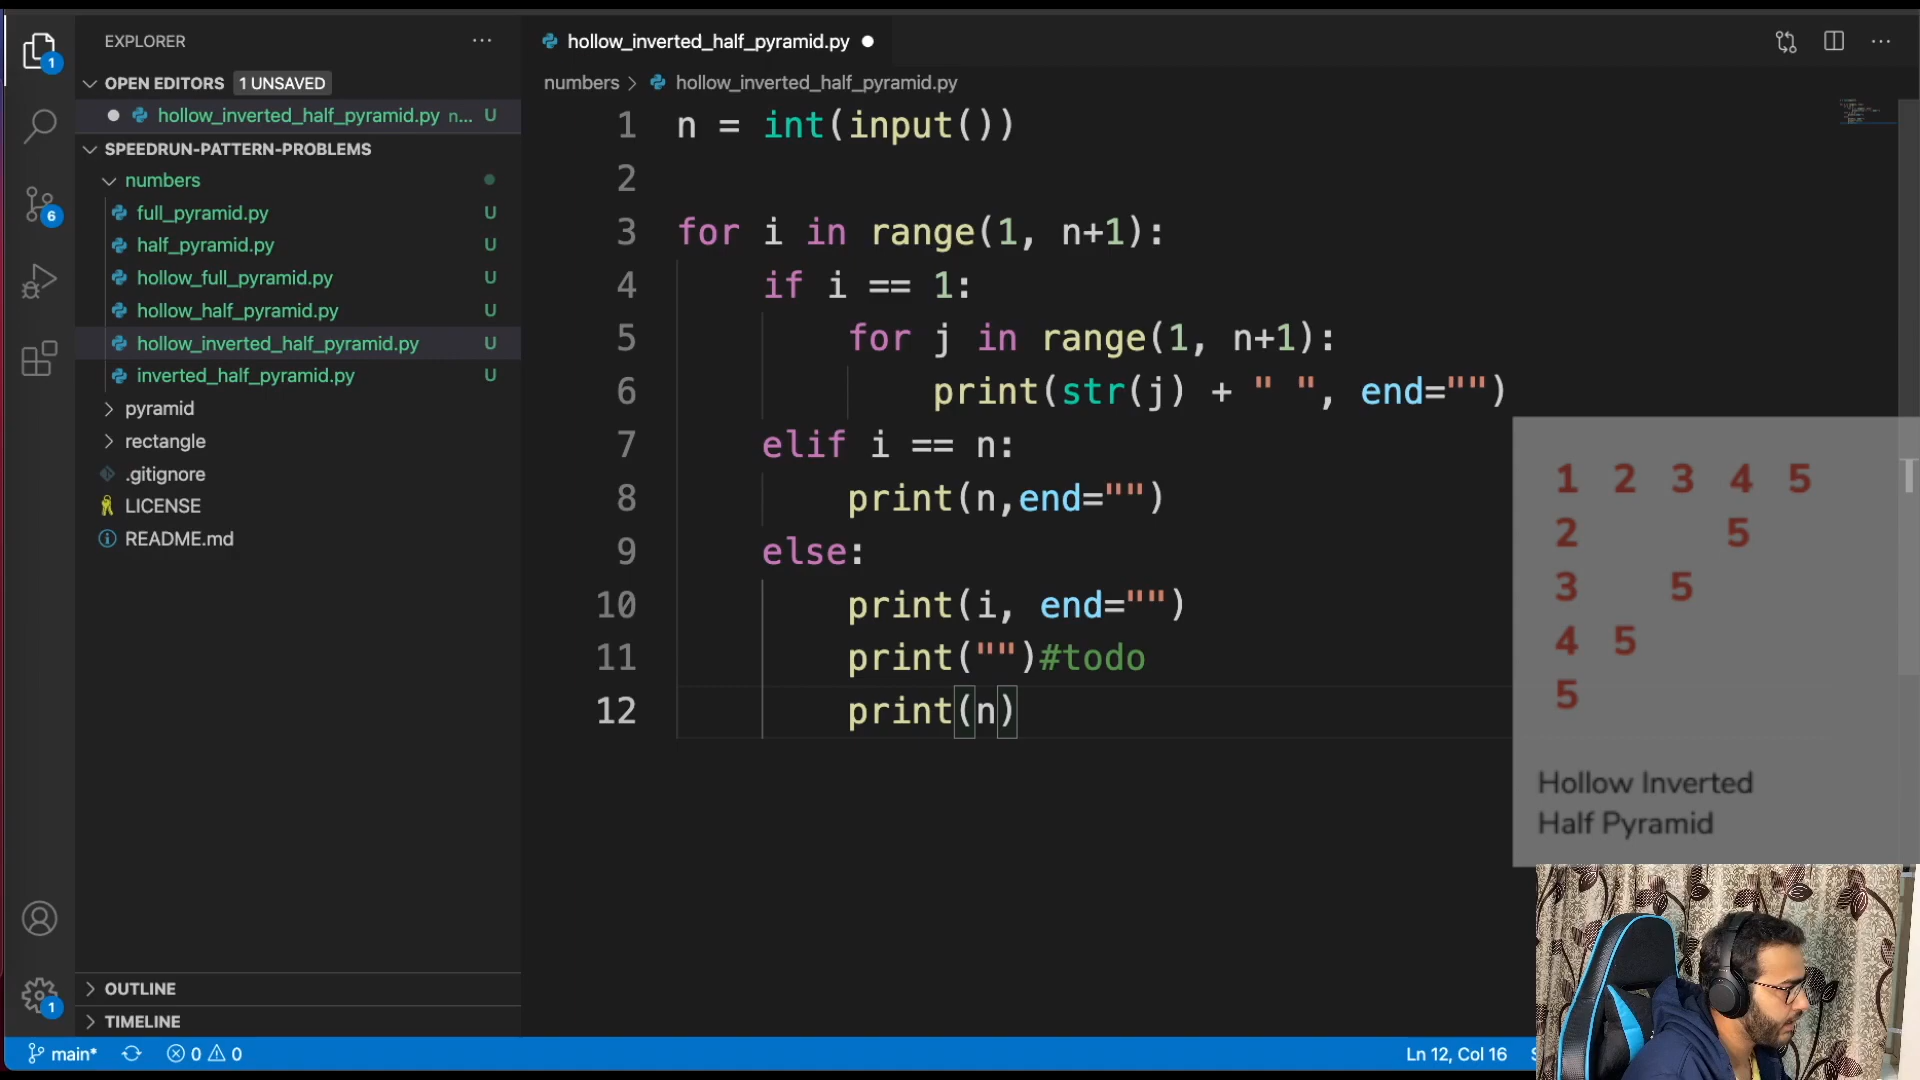 EXPLORER
OPEN EDITORS 1 UNSAVED
hollow_inverted_half_pyramid.py n... U
SPEEDRUN-PATTERN-PROBLEMS
numbers
full_pyramid.py U
half_pyramid.py U
hollow_full_pyramid.py U
hollow_half_pyramid.py U
hollow_inverted_half_pyramid.py U
inverted_half_pyramid.py U
pyramid
rectangle
.gitignore
LICENSE
README.md
OUTLINE
TIMELINE
1
6
1
hollow_inverted_half_pyramid.py
numbers > hollow_inverted_half_pyramid.py
1 n = int(input())
2
3 for i in range(1, n+1):
4 if i == 1:
5 for j in range(1, n+1):
6 print(str(j) + " ", end="")
7 elif i == n:
8 print(n,end="")
9 else:
10 print(i, end="")
11 print("")#todo
12 print(n)
1 2 3 4 5
2 5
3 5
4 5
5
Hollow Inverted
Half Pyramid
main* 0 0 Ln 12, Col 16